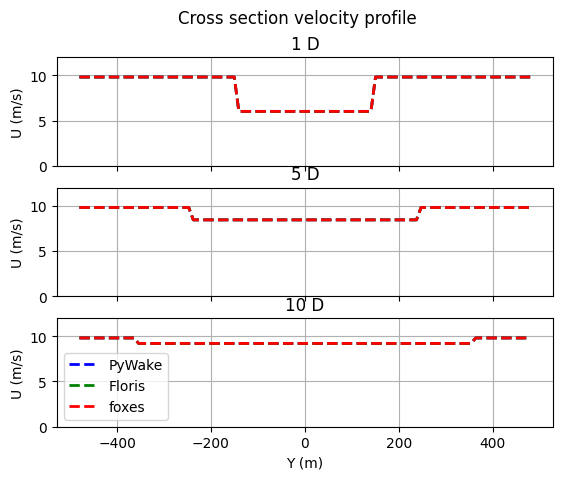 Cross section velocity profile
1 D
10
5
0
U (m/s)
5 D
10
5
0
U (m/s)
10 D
10
5
0
U (m/s)
PyWake
Floris
foxes
−400
−200
0
200
400
Y (m)